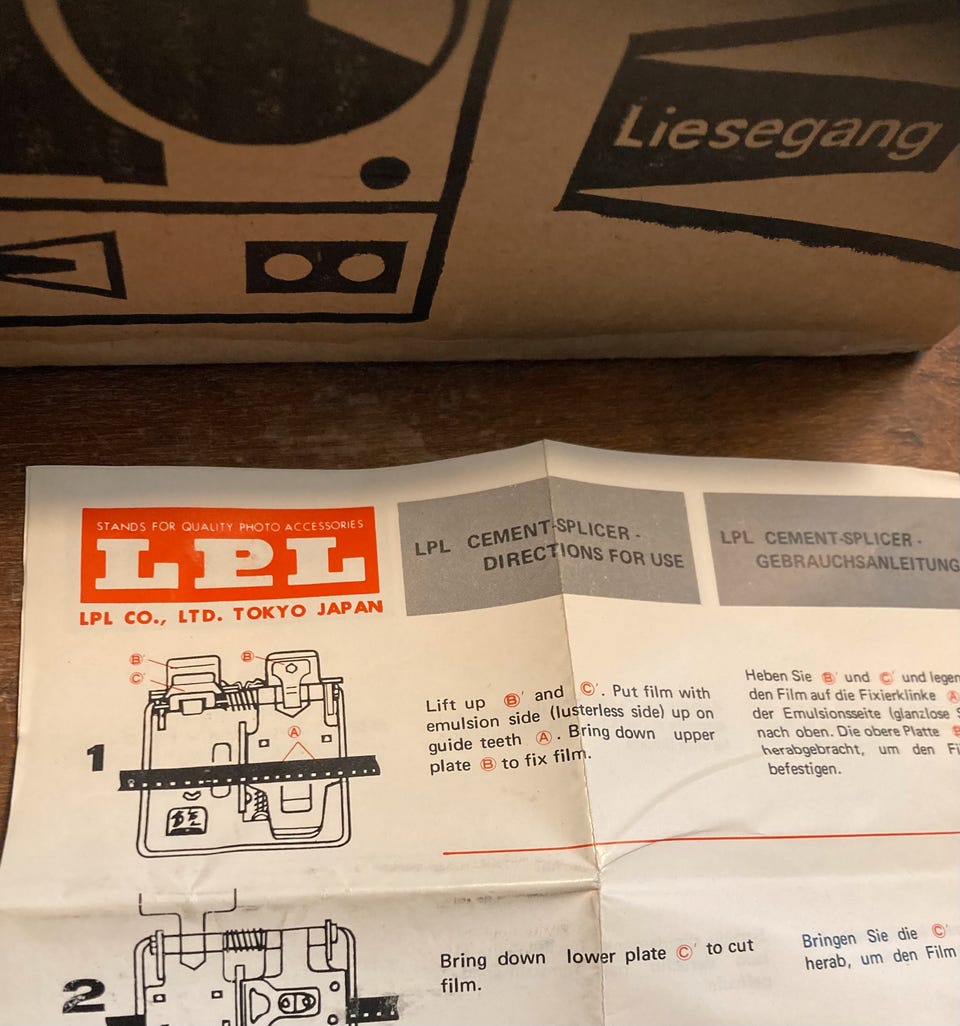 Liesegang
STANDS FOR QUALITY PHOTO ACCESSORIES
LPL
LPL CO., LTD. TOKYO JAPAN
LPL CEMENT-SPLICER -
DIRECTIONS FOR USE
LPL CEMENT-SPLICER -
GEBRAUCHSANLEITUNG
B'
C'
B
A
1
Lift up B' and C'. Put film with
emulsion side (lusterless side) up on
guide teeth A. Bring down upper
plate B to fix film.
Heben Sie B' und C' und legen
den Film auf die Fixierklinke A
der Emulsionsseite (glanzlose
nach oben. Die obere Platte
herabgebracht, um den
befestigen.
2
Bring down lower plate C' to cut
film.
Bringen Sie die C'
herab, um den Film